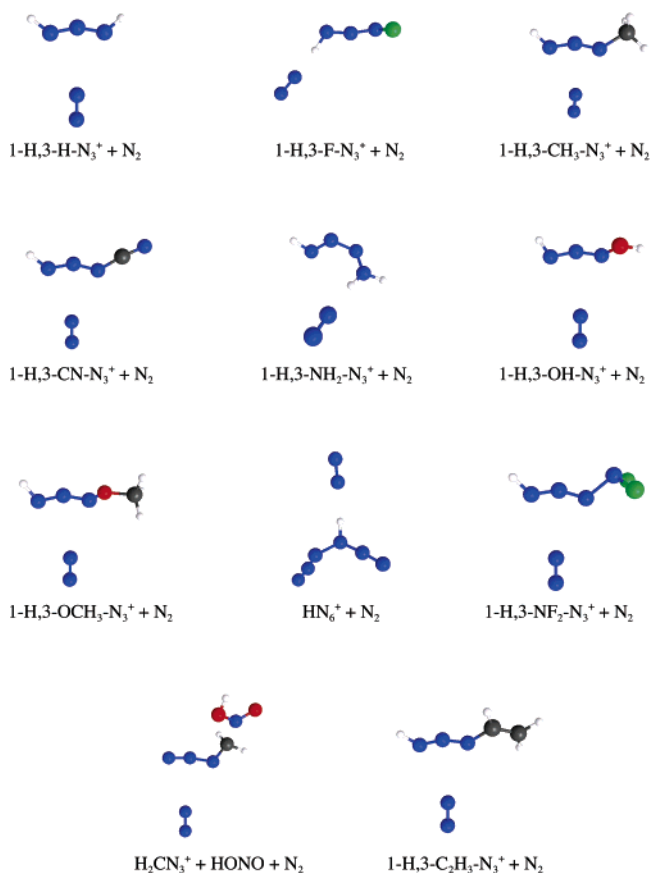 1-H,3-H-N₃⁺ + N₂
1-H,3-F-N₃⁺ + N₂
1-H,3-CH₃-N₃⁺ + N₂
1-H,3-CN-N₃⁺ + N₂
1-H,3-NH₂-N₃⁺ + N₂
1-H,3-OH-N₃⁺ + N₂
1-H,3-OCH₃-N₃⁺ + N₂
HN₆⁺ + N₂
1-H,3-NF₂-N₃⁺ + N₂
H₂CN₃⁺ + HONO + N₂
1-H,3-C₂H₃-N₃⁺ + N₂